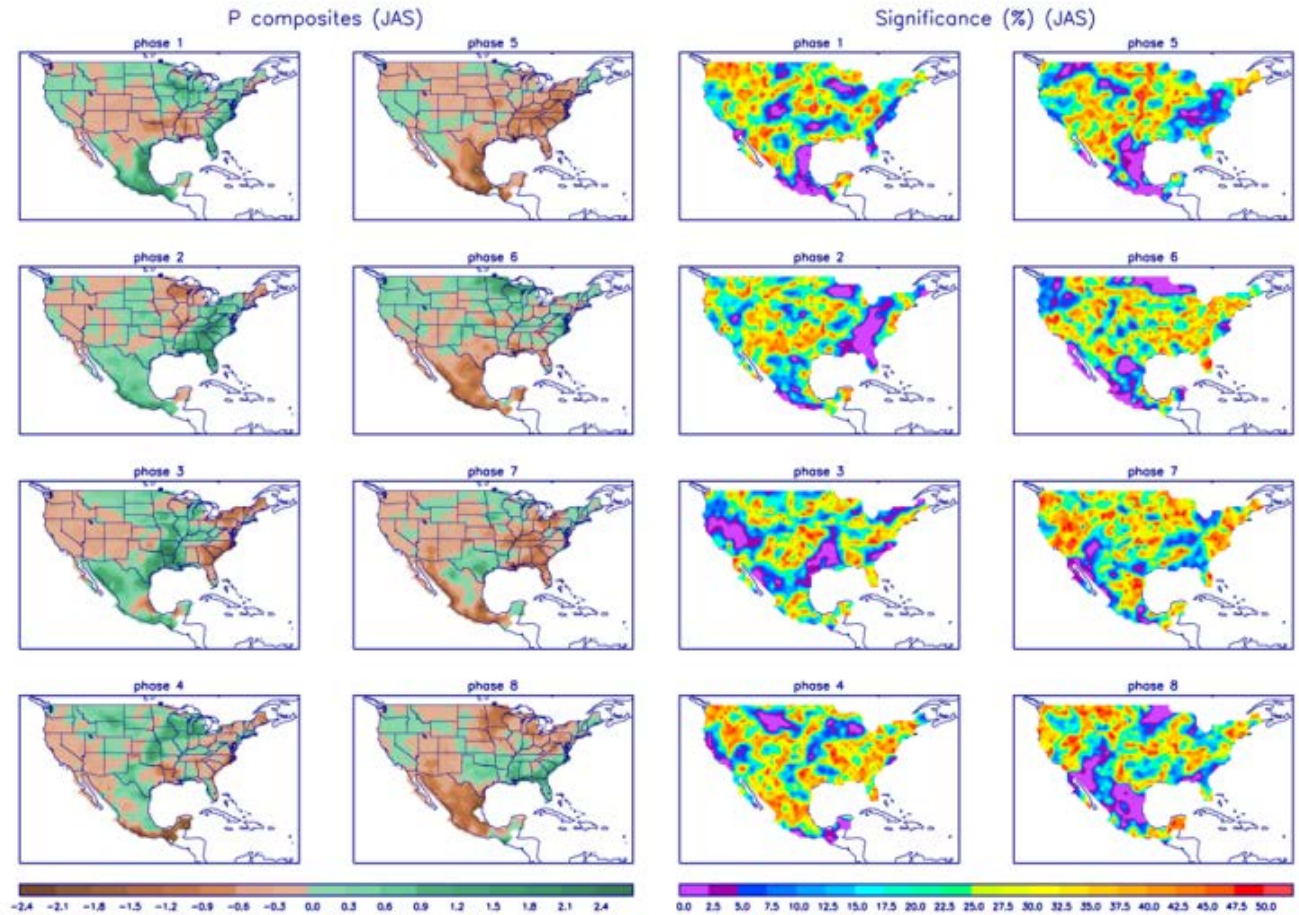 P composites (JAS)
Significance (%) (JAS)
phase 1
phase 5
phase 1
phase 5
phase 2
phase 6
phase 2
phase 6
phase 3
phase 7
phase 3
phase 7
phase 4
phase 8
phase 4
phase 8
-2.4 -2.1 -1.8 -1.5 -1.2 -0.9 -0.6 -0.3 0.0 0.3 0.6 0.9 1.2 1.5 1.8 2.1 2.4
0.0 2.5 5.0 7.5 10.0 12.5 15.0 17.5 20.0 22.5 25.0 27.5 30.0 32.5 35.0 37.5 40.0 42.5 45.0 47.5 50.0